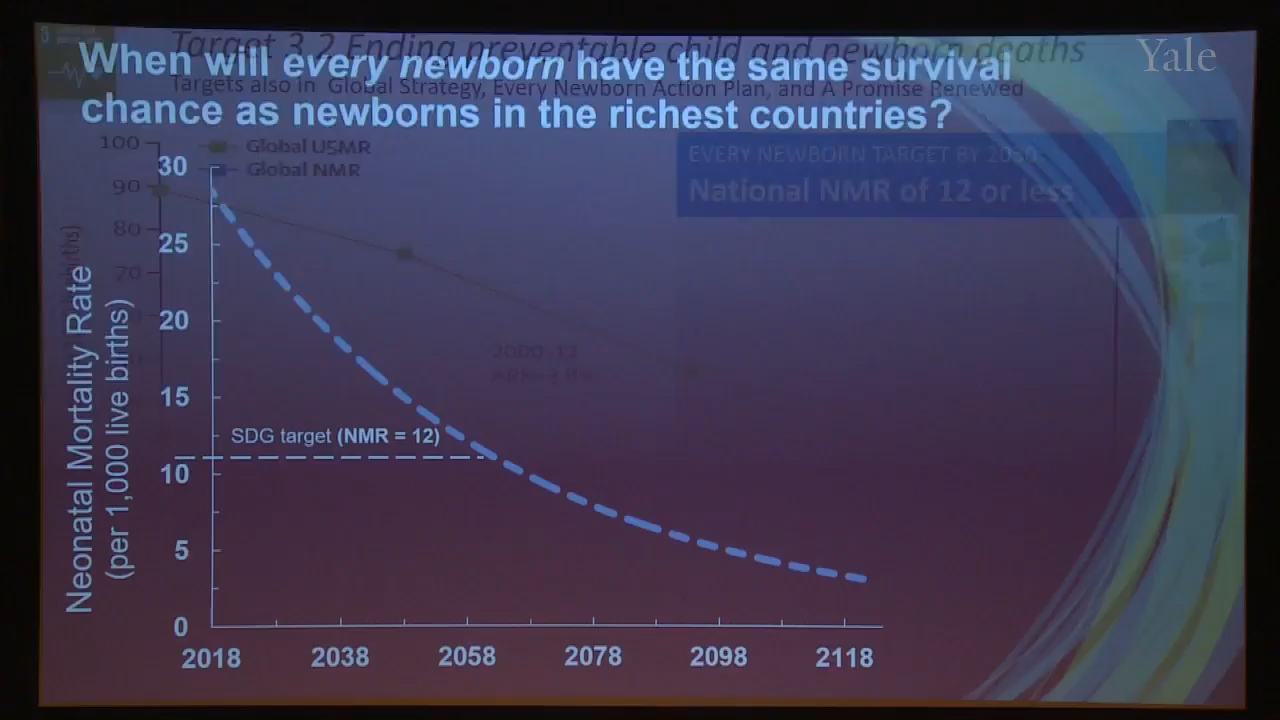 Target 3.2 Ending preventable child and newborn deaths
Targets also in Global Strategy, Every Newborn Action Plan, and A Promise Renewed
When will every newborn have the same survival
chance as newborns in the richest countries?
Yale
Global U5MR
Global NMR
EVERY NEWBORN TARGET BY
National NMR of 12 or less
100
90
80
70
Neonatal Mortality Rate
(per 1,000 live births)
30
25
20
15
10
5
0
SDG target (NMR = 12)
2018
2038
2058
2078
2098
2118